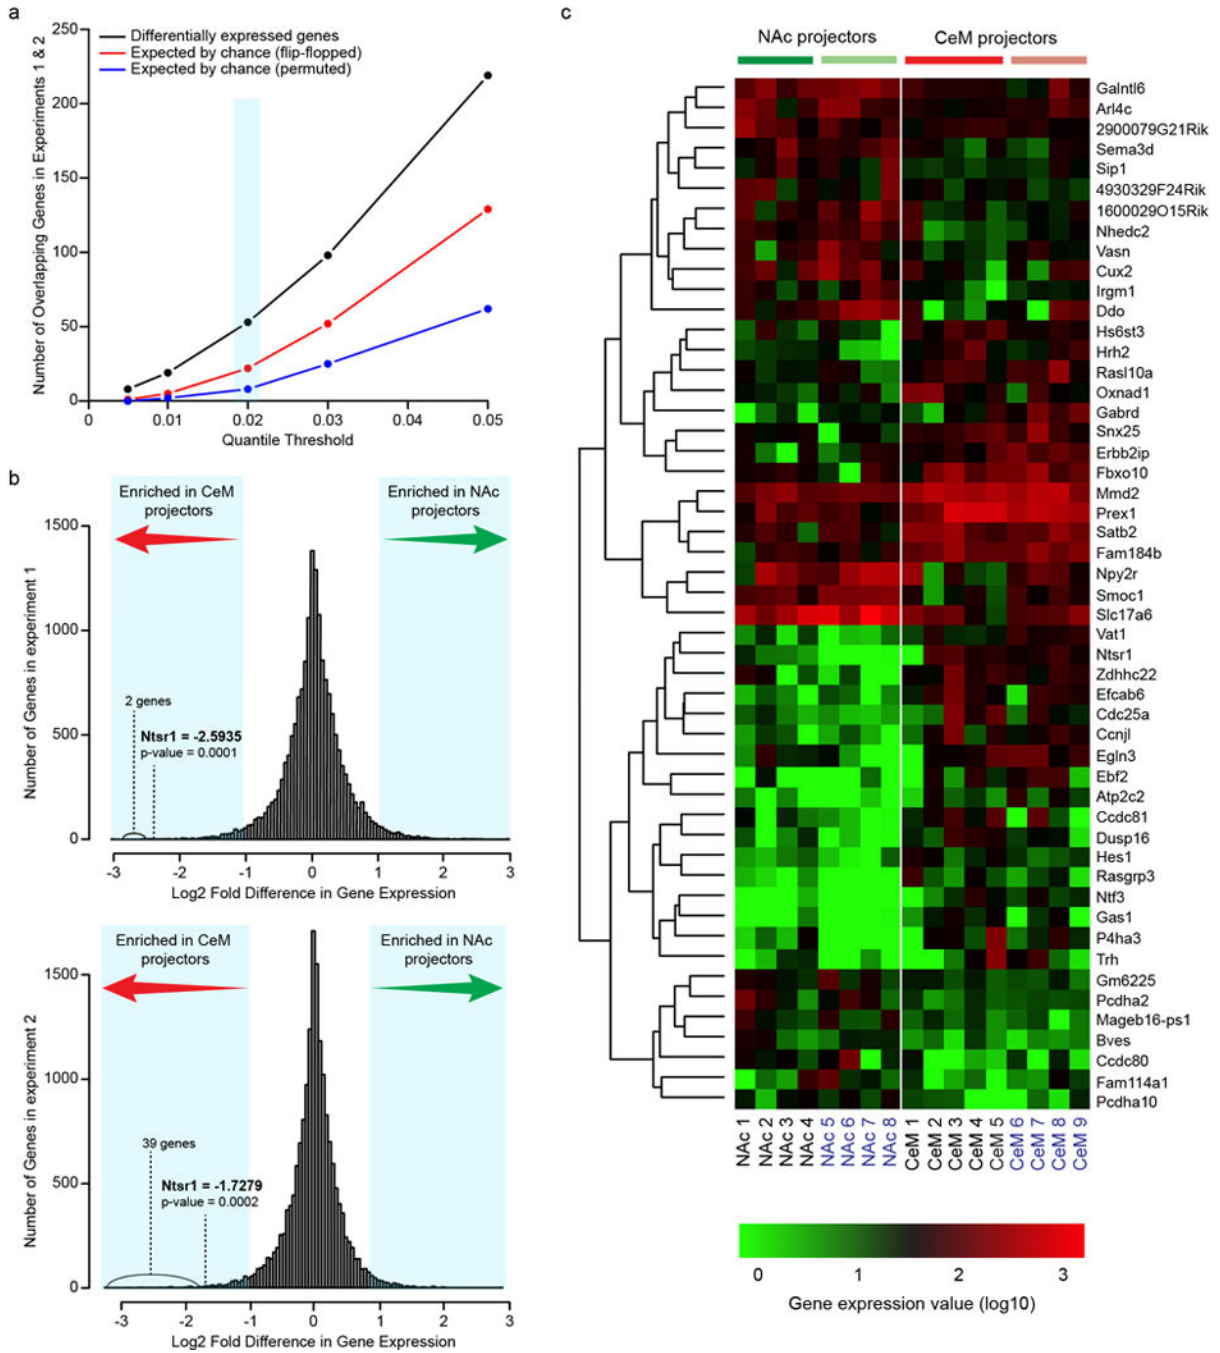 a
Number of Overlapping Genes in Experiments 1 & 2
250
200
150
100
50
0
Differentially expressed genes
Expected by chance (flip-flopped)
Expected by chance (permuted)
0
0.01
0.02
0.03
0.04
0.05
Quantile Threshold
b
Number of Genes in experiment 1
1500
1000
500
0
Enriched in CeM
projectors
Enriched in NAc
projectors
2 genes
Ntsr1 = -2.5935
p-value = 0.0001
-3
-2
-1
0
1
2
3
Log2 Fold Difference in Gene Expression
Number of Genes in experiment 2
1500
1000
500
0
Enriched in CeM
projectors
Enriched in NAc
projectors
39 genes
Ntsr1 = -1.7279
p-value = 0.0002
-3
-2
-1
0
1
2
3
Log2 Fold Difference in Gene Expression
c
NAc projectors
CeM projectors
Galntl6
Arl4c
2900079G21Rik
Sema3d
Sip1
4930329F24Rik
1600029O15Rik
Nhedc2
Vasn
Cux2
Irgm1
Ddo
Hs6st3
Hrh2
Rasl10a
Oxnad1
Gabrd
Snx25
Erbb2ip
Fbxo10
Mmd2
Prex1
Satb2
Fam184b
Npy2r
Smoc1
Slc17a6
Vat1
Ntsr1
Zdhhc22
Efcab6
Cdc25a
Ccnjl
Egln3
Ebf2
Atp2c2
Ccdc81
Dusp16
Hes1
Rasgrp3
Ntf3
Gas1
P4ha3
Trh
Gm6225
Pcdha2
Mageb16-ps1
Bves
Ccdc80
Fam114a1
Pcdha10
NAc 1
NAc 2
NAc 3
NAc 4
NAc 5
NAc 6
NAc 7
NAc 8
CeM 1
CeM 2
CeM 3
CeM 4
CeM 5
CeM 6
CeM 7
CeM 8
CeM 9
0
1
2
3
Gene expression value (log10)